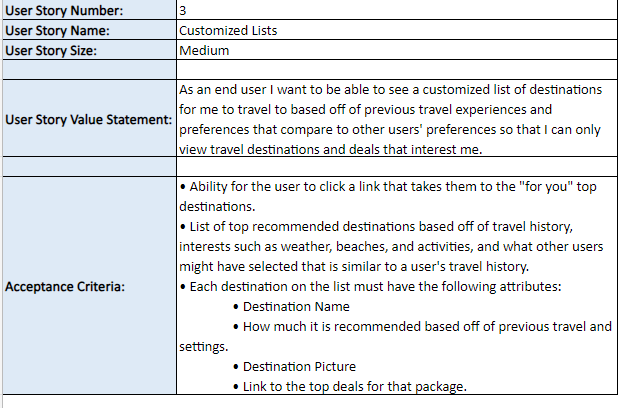 User Story Number: 3
User Story Name: Customized Lists
User Story Size: Medium
User Story Value Statement:
As an end user I want to be able to see a customized list of destinations
for me to travel to based off of previous travel experiences and
preferences that compare to other users' preferences so that I can only
view travel destinations and deals that interest me.
Acceptance Criteria:
• Ability for the user to click a link that takes them to the "for you" top
destinations.
• List of top recommended destinations based off of travel history,
interests such as weather, beaches, and activities, and what other users
might have selected that is similar to a user's travel history.
• Each destination on the list must have the following attributes:
• Destination Name
• How much it is recommended based off of previous travel and
settings.
• Destination Picture
• Link to the top deals for that package.